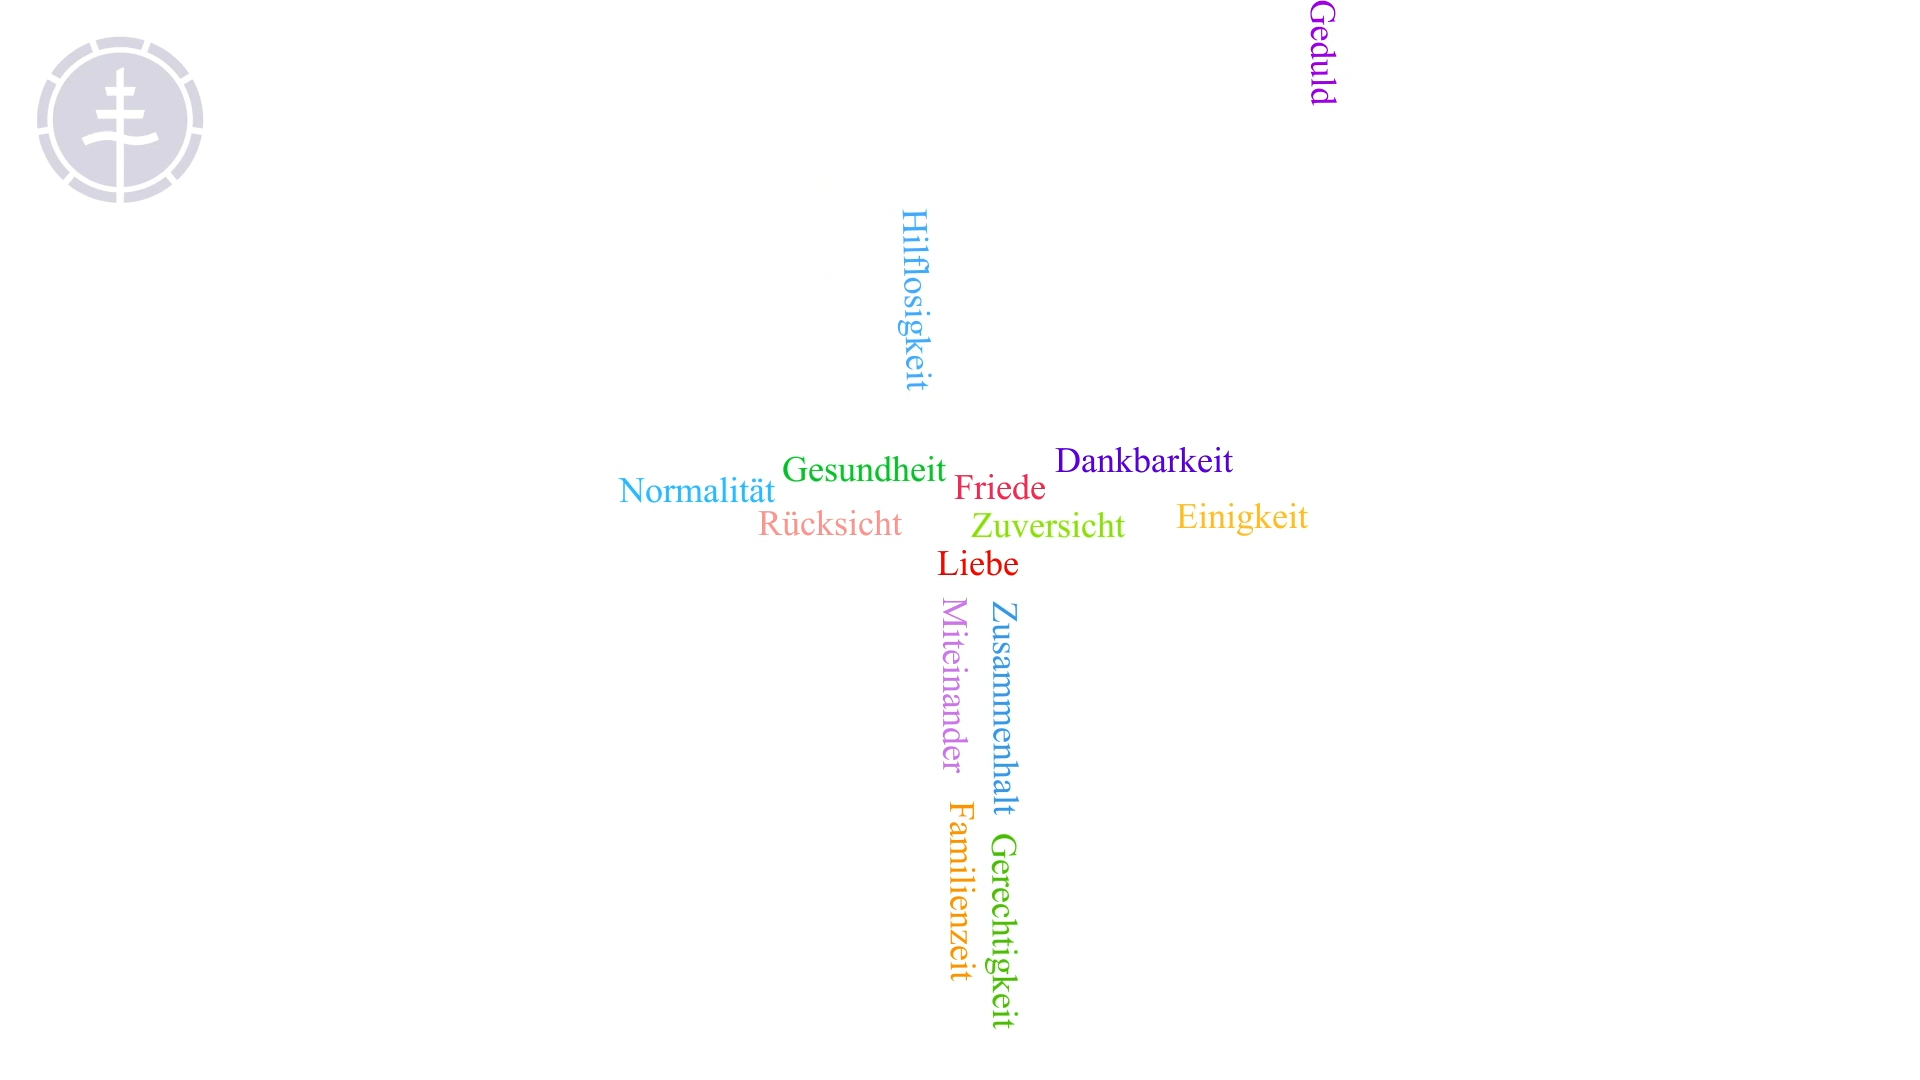 Geduld
Hilflosigkeit
Dankbarkeit
Gesundheit
Friede
Normalität
Einigkeit
Rücksicht
Zuversicht
Liebe
Miteinander
Zusammenhalt
Familienzeit
Gerechtigkeit